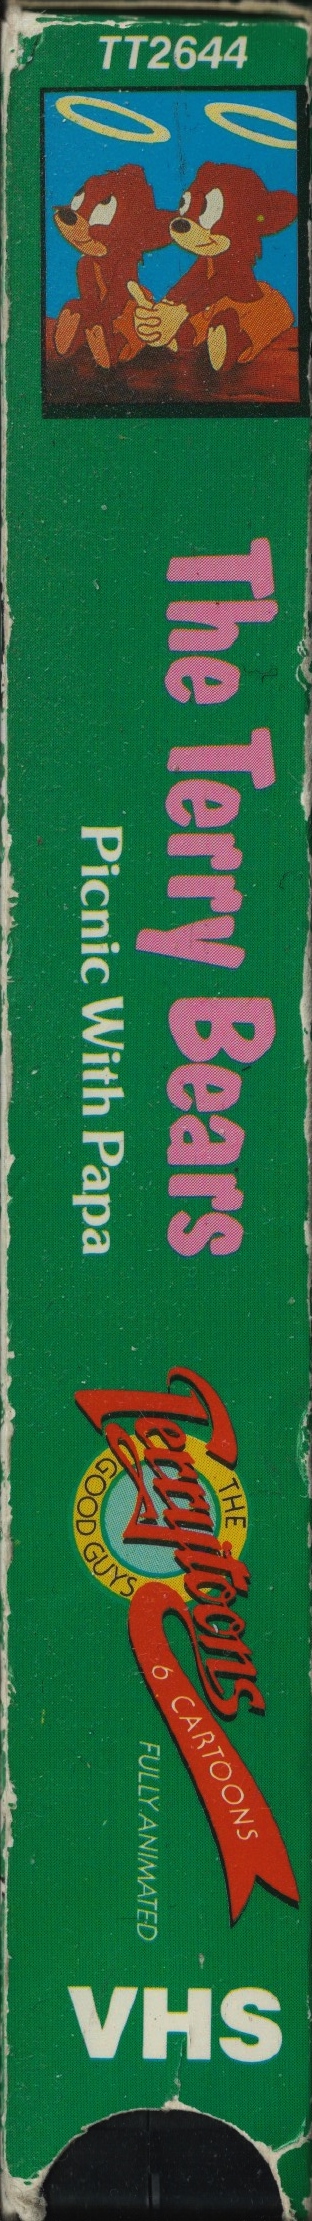 TT2644
The Terry Bears
Picnic With Papa
THE
Terrytoons
GOOD GUYS
6 CARTOONS
FULLY ANIMATED
VHS